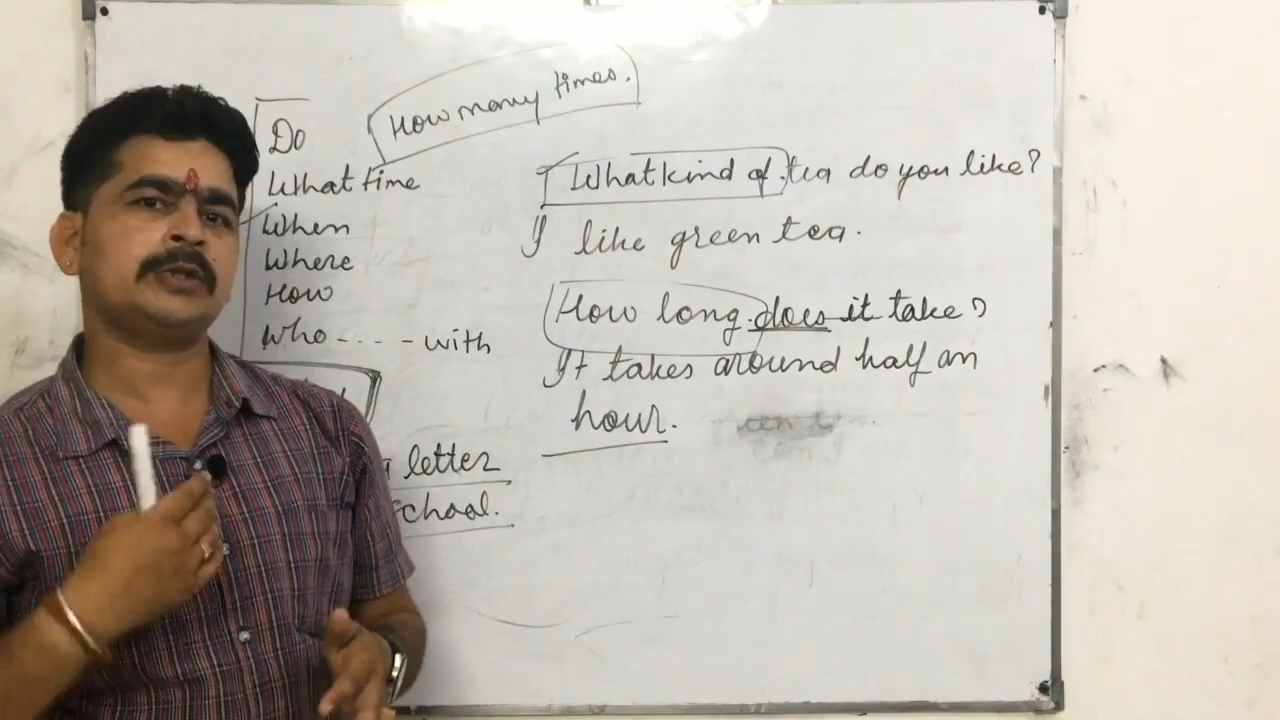 How many times.
Do
What time
When
Where
How
Who - - - - with
letter
school.
What kind of tea do you like?
I like green tea.
How long does it take?
It takes around half an
hour.